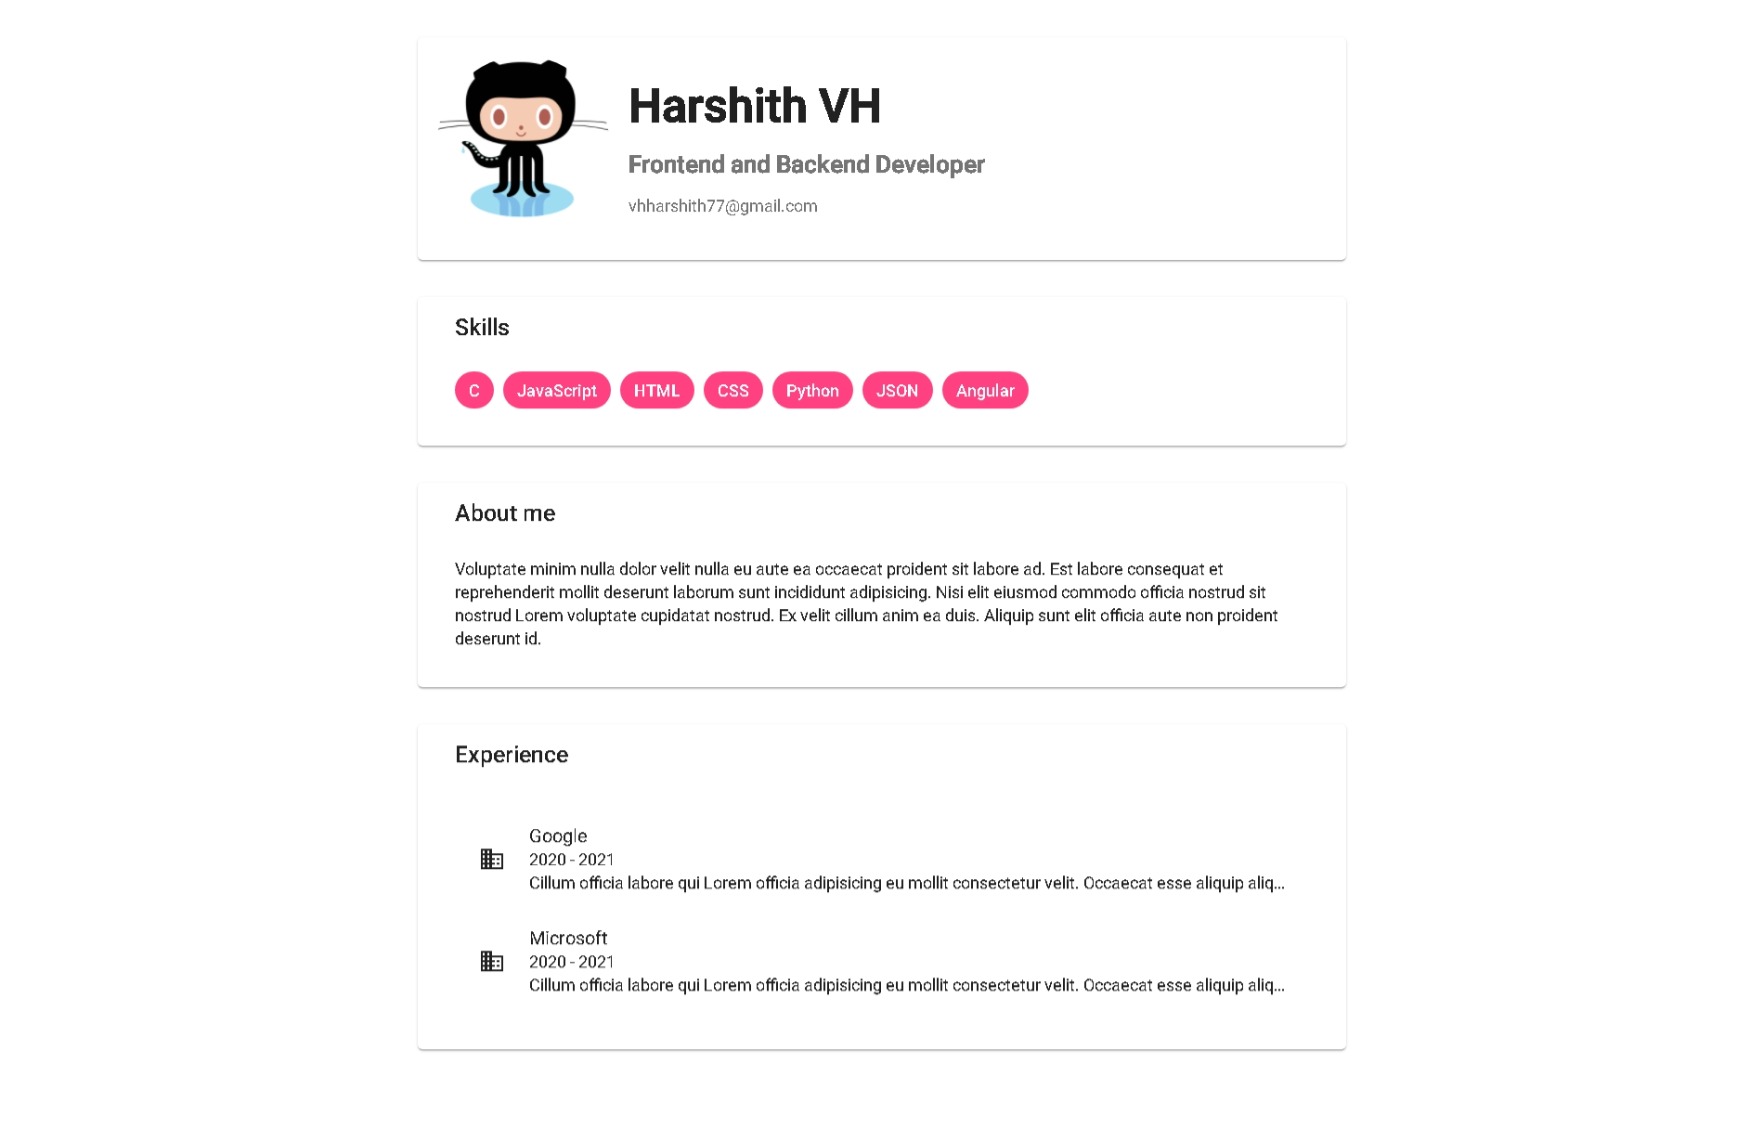 Harshith VH
Frontend and Backend Developer
vhharshith77@gmail.com
Skills
C JavaScript HTML CSS Python JSON Angular
About me
Voluptate minim nulla dolor velit nulla eu aute ea occaecat proident sit labore ad. Est labore consequat et
reprehenderit mollit deserunt laborum sunt incididunt adipisicing. Nisi elit eiusmod commodo officia nostrud sit
nostrud Lorem voluptate cupidatat nostrud. Ex velit cillum anim ea duis. Aliquip sunt elit officia aute non proident
deserunt id.
Experience
Google
2020 - 2021
Cillum officia labore qui Lorem officia adipisicing eu mollit consectetur velit. Occaecat esse aliquip aliq...
Microsoft
2020 - 2021
Cillum officia labore qui Lorem officia adipisicing eu mollit consectetur velit. Occaecat esse aliquip aliq...